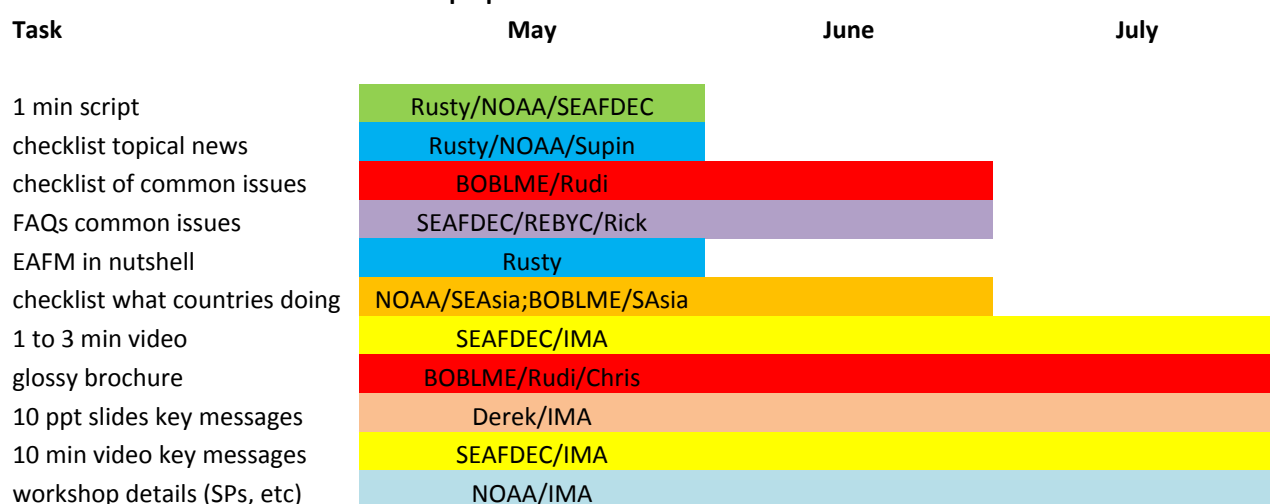 Task May June July
1 min script Rusty/NOAA/SEAFDEC
checklist topical news Rusty/NOAA/Supin
checklist of common issues BOBLME/Rudi
FAQs common issues SEAFDEC/REBYC/Rick
EAFM in nutshell Rusty
checklist what countries doing NOAA/SEAsia;BOBLME/SAsia
1 to 3 min video SEAFDEC/IMA
glossy brochure BOBLME/Rudi/Chris
10 ppt slides key messages Derek/IMA
10 min video key messages SEAFDEC/IMA
workshop details (SPs, etc) NOAA/IMA